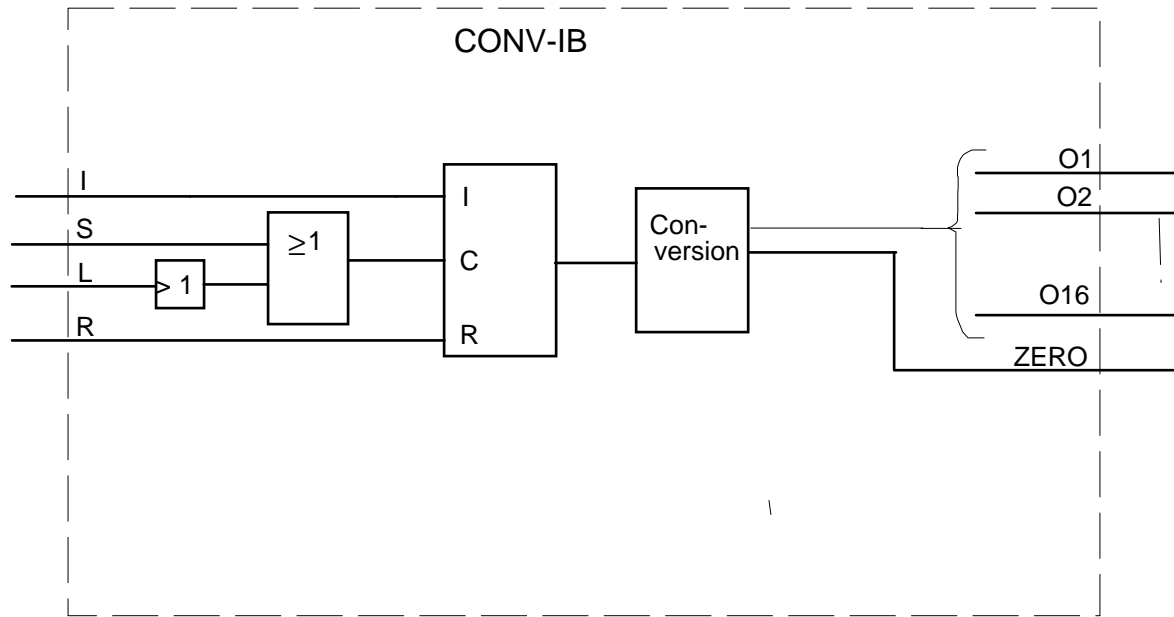 CONV-IB
I
S
L
R
> 1
≥1
I
C
R
Con-
version
O1
O2
O16
ZERO